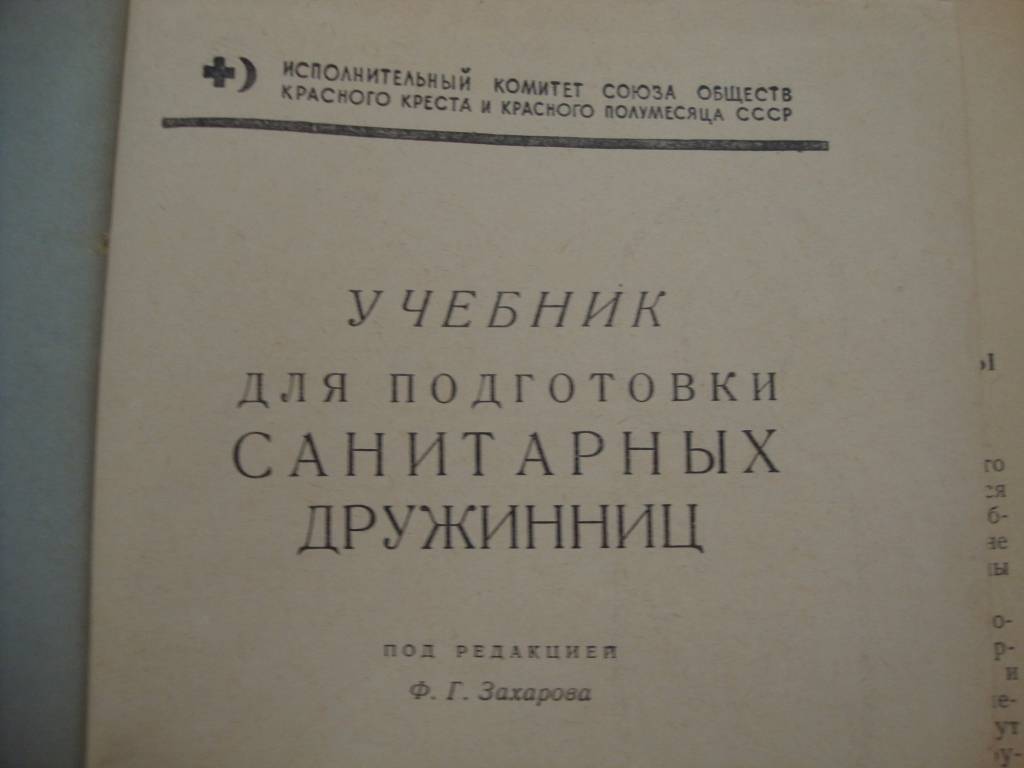 ИСПОЛНИТЕЛЬНЫЙ КОМИТЕТ СОЮЗА ОБЩЕСТВ
КРАСНОГО КРЕСТА И КРАСНОГО ПОЛУМЕСЯЦА СССР
УЧЕБНИК
ДЛЯ ПОДГОТОВКИ
САНИТАРНЫХ
ДРУЖИННИЦ
ПОД РЕДАКЦИЕЙ
Ф. Г. Захарова